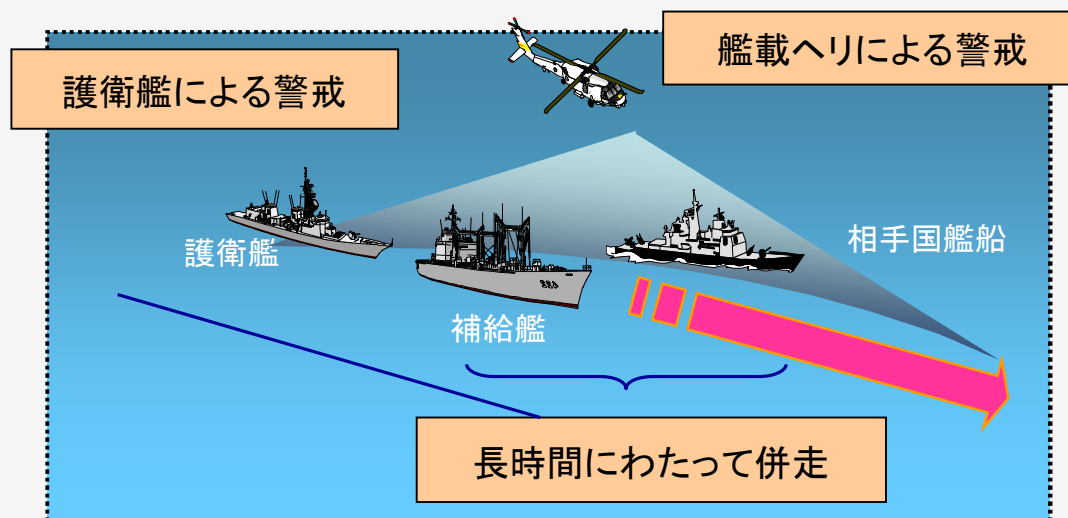 艦載ヘリによる警戒
護衛艦による警戒
護衛艦
相手国艦船
補給艦
長時間にわたって併走